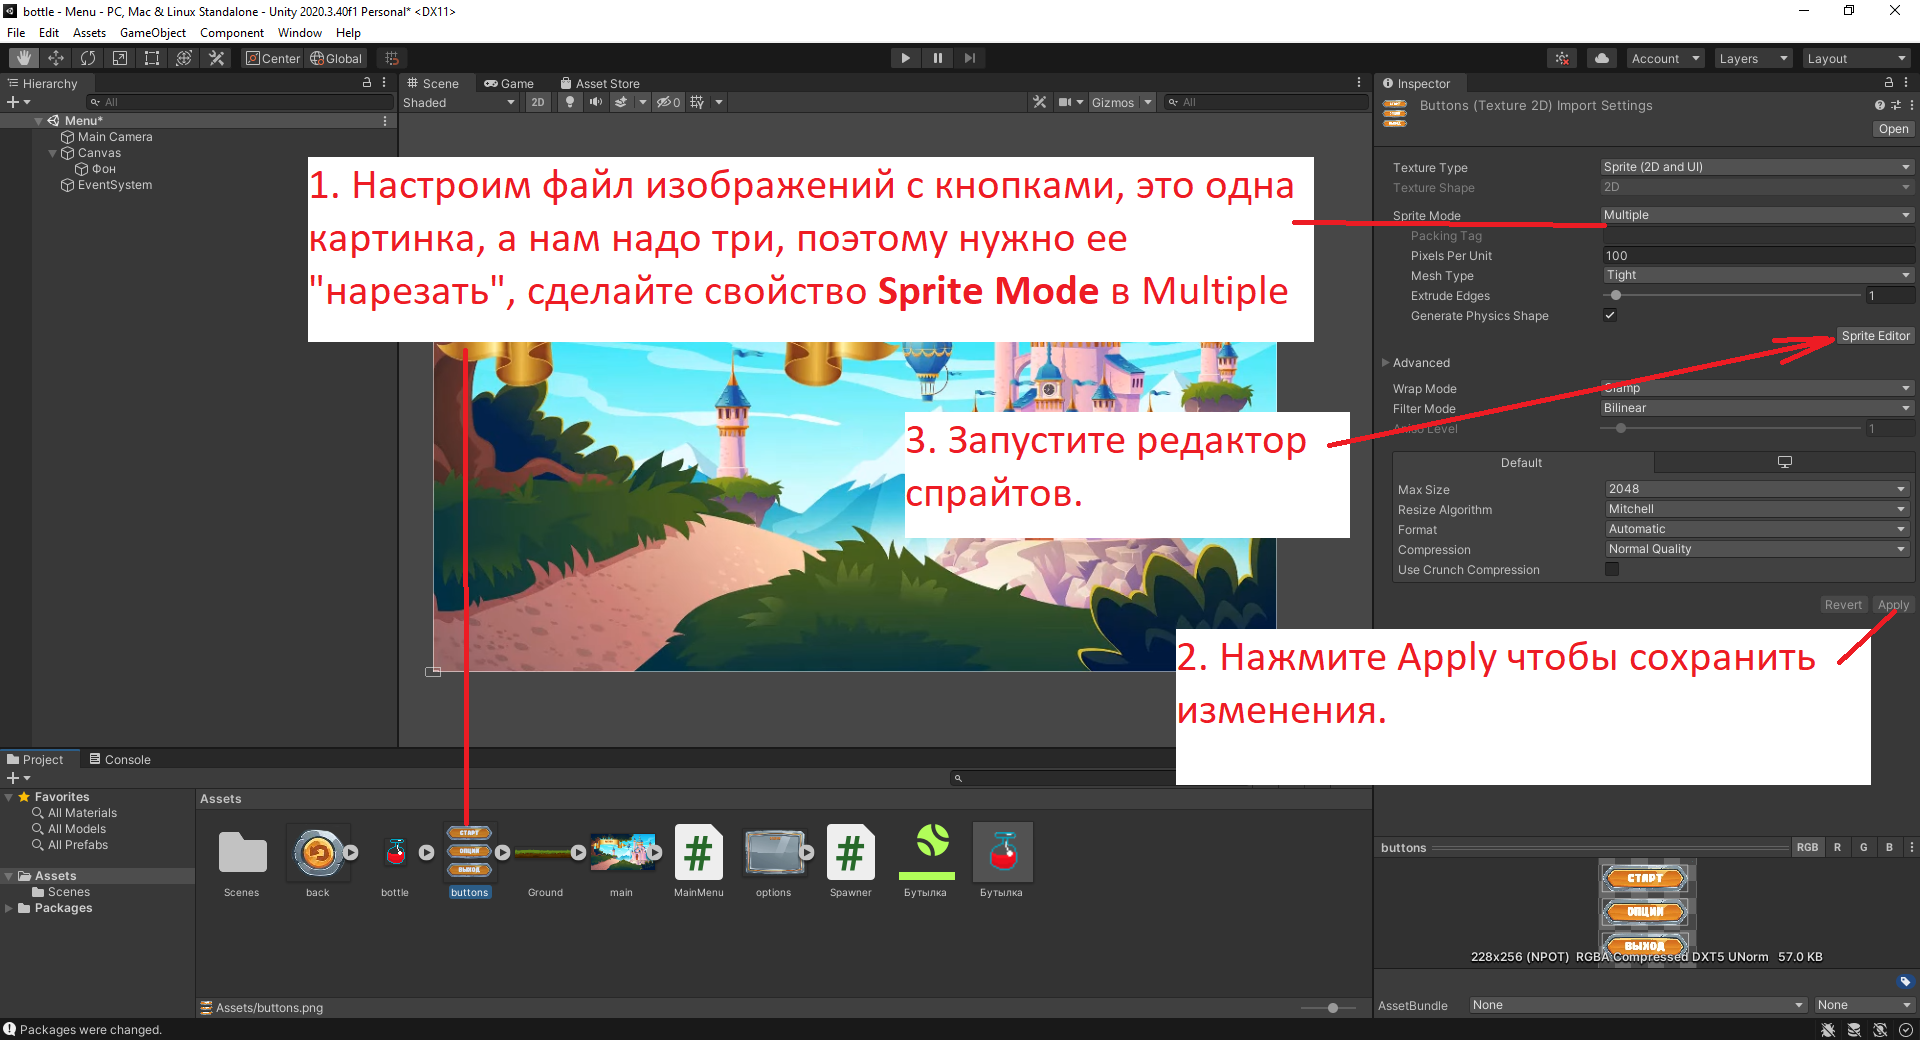 bottle - Menu - PC, Mac & Linux Standalone - Unity 2020.3.40f1 Personal* <DX11>
File Edit Assets GameObject Component Window Help
Center Global Account Layers Layout
Hierarchy
All
Menu*
Main Camera
Canvas
Фон
EventSystem
Scene Game Asset Store
Shaded 2D 0 Gizmos All
1. Настроим файл изображений с кнопками, это одна
картинка, а нам надо три, поэтому нужно ее
"нарезать", сделайте свойство Sprite Mode в Multiple
3. Запустите редактор
спрайтов.
2. Нажмите Apply чтобы сохранить
изменения.
Inspector
Buttons (Texture 2D) Import Settings
Open
Texture Type Sprite (2D and UI)
Texture Shape 2D
Sprite Mode Multiple
Packing Tag
Pixels Per Unit 100
Mesh Type Tight
Extrude Edges 1
Generate Physics Shape
Sprite Editor
Advanced
Wrap Mode Clamp
Filter Mode Bilinear
Aniso Level 1
Default
Max Size 2048
Resize Algorithm Mitchell
Format Automatic
Compression Normal Quality
Use Crunch Compression
Revert Apply
Project Console
Favorites
All Materials
All Models
All Prefabs
Assets
Scenes
Packages
Assets
СТАРТ
ОПЦИИ
ВЫХОД
Scenes back bottle buttons Ground main MainMenu options Spawner Бутылка Бутылка
Assets/buttons.png
buttons RGB R G B
СТАРТ
ОПЦИИ
ВЫХОД
228x256 (NPOT) RGBA Compressed DXT5 UNorm 57.0 KB
AssetBundle None None
Packages were changed.